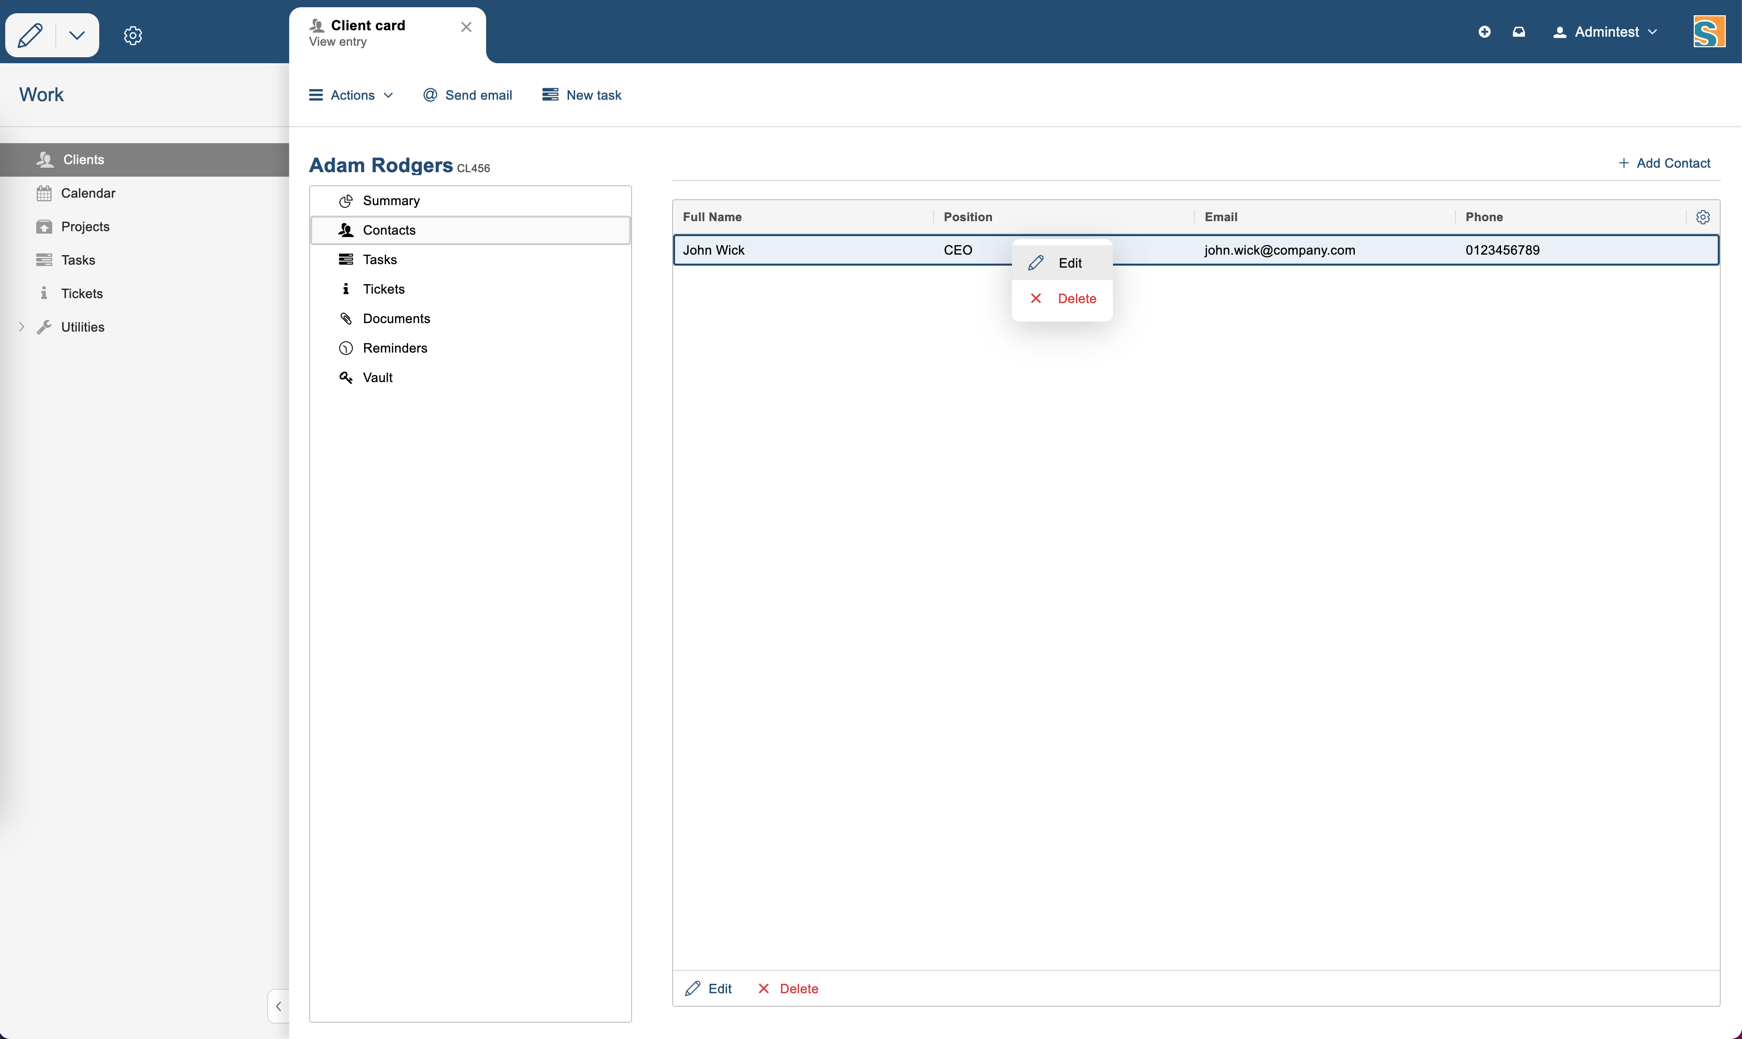 Client card
View entry
Admintest
Work
Actions
Send email
New task
Clients
Calendar
Projects
Tasks
Tickets
Utilities
Adam Rodgers CL456
Add Contact
Summary
Contacts
Tasks
Tickets
Documents
Reminders
Vault
Full Name Position Email Phone
John Wick CEO john.wick@company.com 0123456789
Edit
Delete
Edit Delete